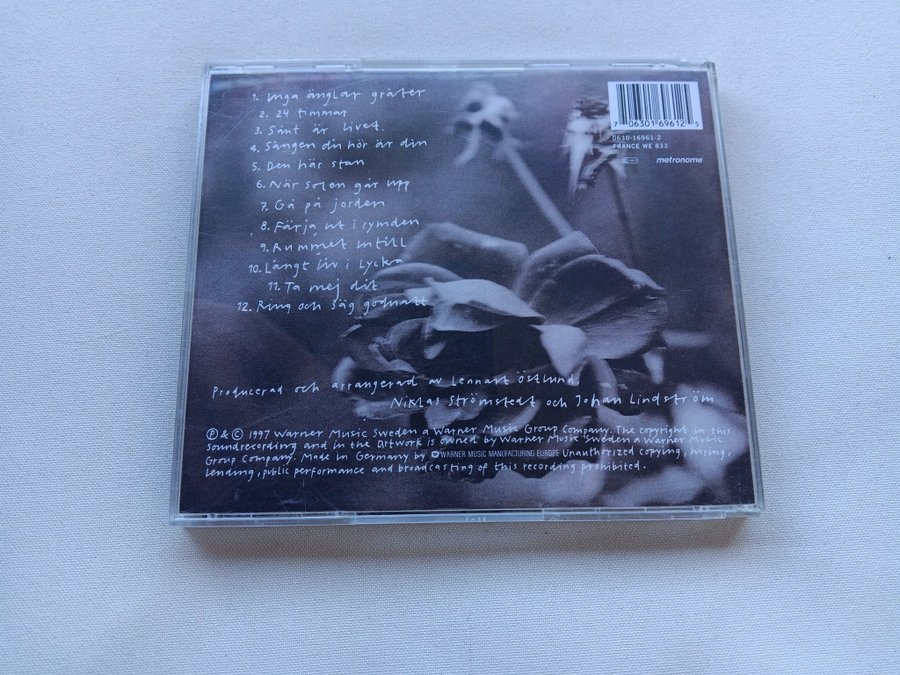 1. Inga änglar gråter
2. 24 timmar
3. Sånt är livet
4. Sången du hör är din
5. Den här stan
6. När solen går upp
7. Gå på jorden
8. Färja ut i rymden
9. Rummet intill
10. Långt liv i lycka
11. Ta mej dit
12. Ring och säg godnatt
7 06301 69612 5
0630-16961-2
FRANCE WE 833
metronome
Producerad och arrangerad av Lennart Östlund,
Niklas Strömstedt och Johan Lindström
℗ & © 1997 Warner Music Sweden a Warner Music Group Company. The copyright in this
soundrecording and in the artwork is owned by Warner Music Sweden a Warner Music
Group Company. Made in Germany by WARNER MUSIC MANUFACTURING EUROPE Unauthorized copying, hiring,
lending, public performance and broadcasting of this recording prohibited.